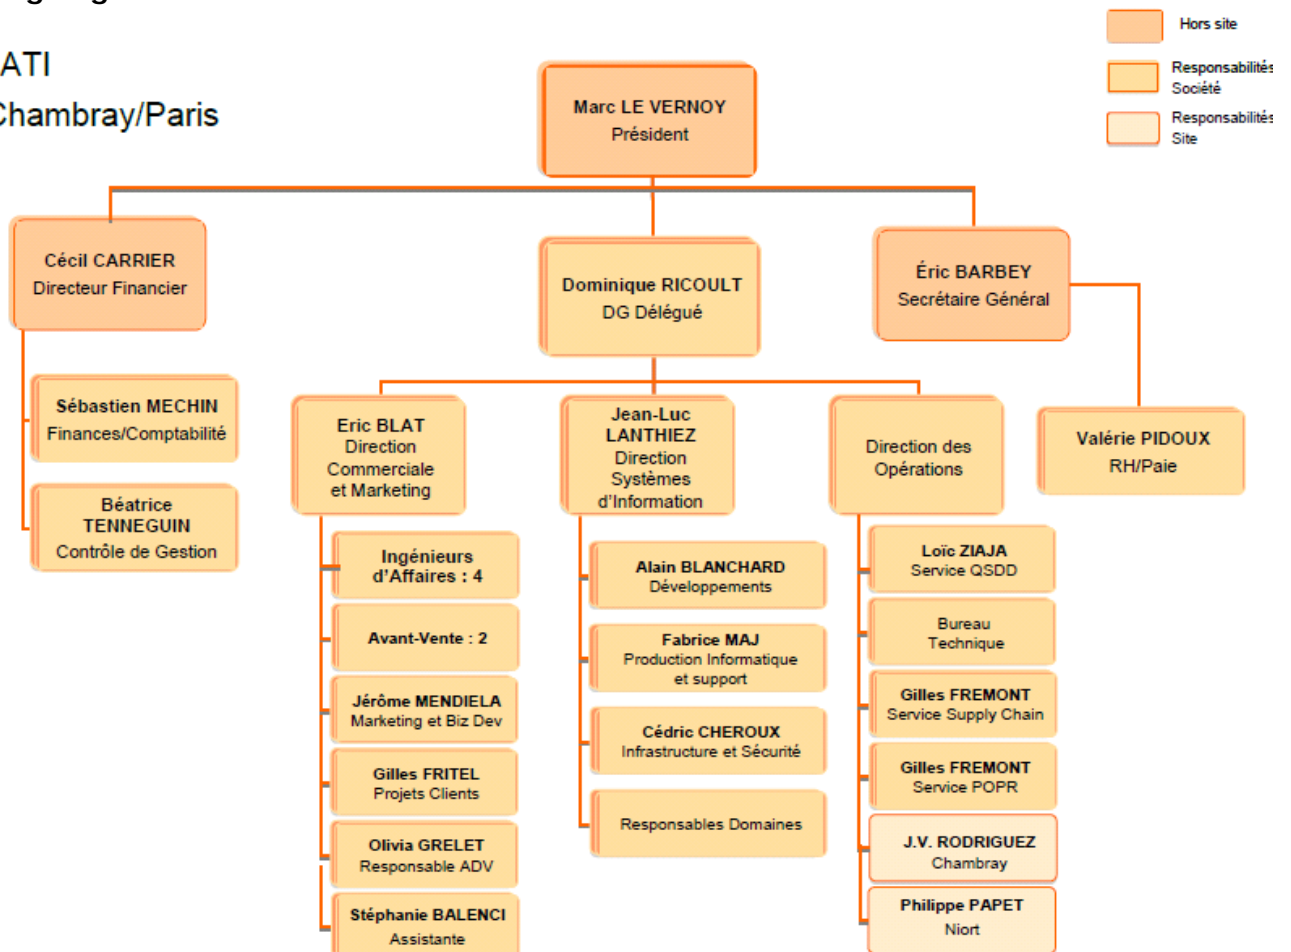 ATI
Chambray/Paris
Hors site
Responsabilités
Société
Responsabilités
Site
Marc LE VERNOY
Président
Cécil CARRIER
Directeur Financier
Dominique RICOULT
DG Délégué
Éric BARBEY
Secrétaire Général
Sébastien MECHIN
Finances/Comptabilité
Béatrice
TENNEGUIN
Contrôle de Gestion
Eric BLAT
Direction
Commerciale
et Marketing
Jean-Luc
LANTHIEZ
Direction
Systèmes
d'Information
Direction des
Opérations
Valérie PIDOUX
RH/Paie
Ingénieurs
d'Affaires : 4
Avant-Vente : 2
Jérôme MENDIELA
Marketing et Biz Dev
Gilles FRITEL
Projets Clients
Olivia GRELET
Responsable ADV
Stéphanie BALENCI
Assistante
Alain BLANCHARD
Développements
Fabrice MAJ
Production Informatique
et support
Cédric CHEROUX
Infrastructure et Sécurité
Responsables Domaines
Loïc ZIAJA
Service QSDD
Bureau
Technique
Gilles FREMONT
Service Supply Chain
Gilles FREMONT
Service POPR
J.V. RODRIGUEZ
Chambray
Philippe PAPET
Niort